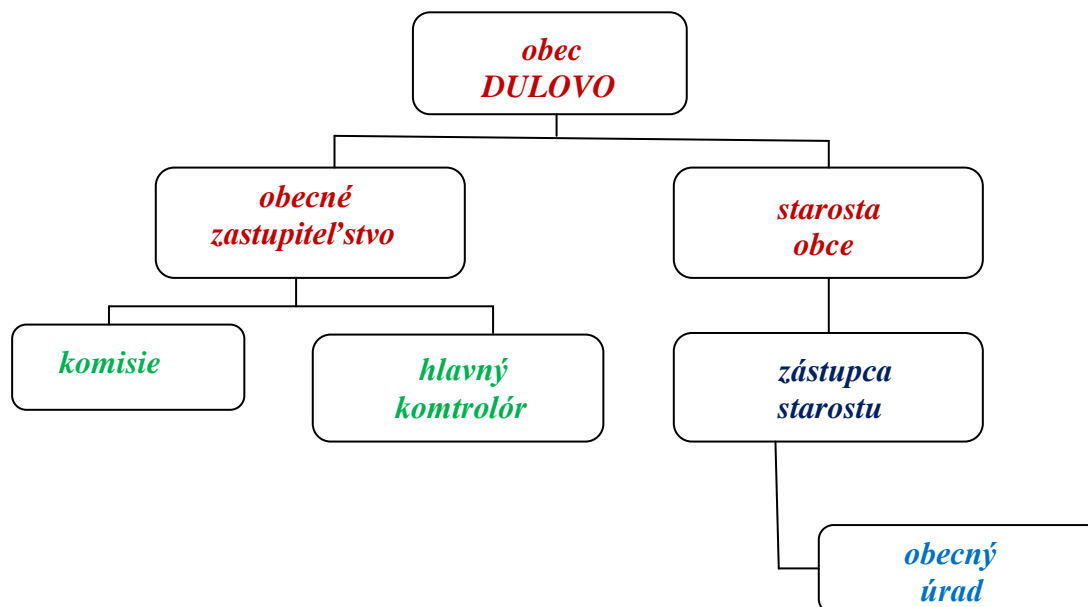 obec
DULOVO
obecné
zastupiteľstvo
starosta
obce
komisie
hlavný
komtrolór
zástupca
starostu
obecný
úrad